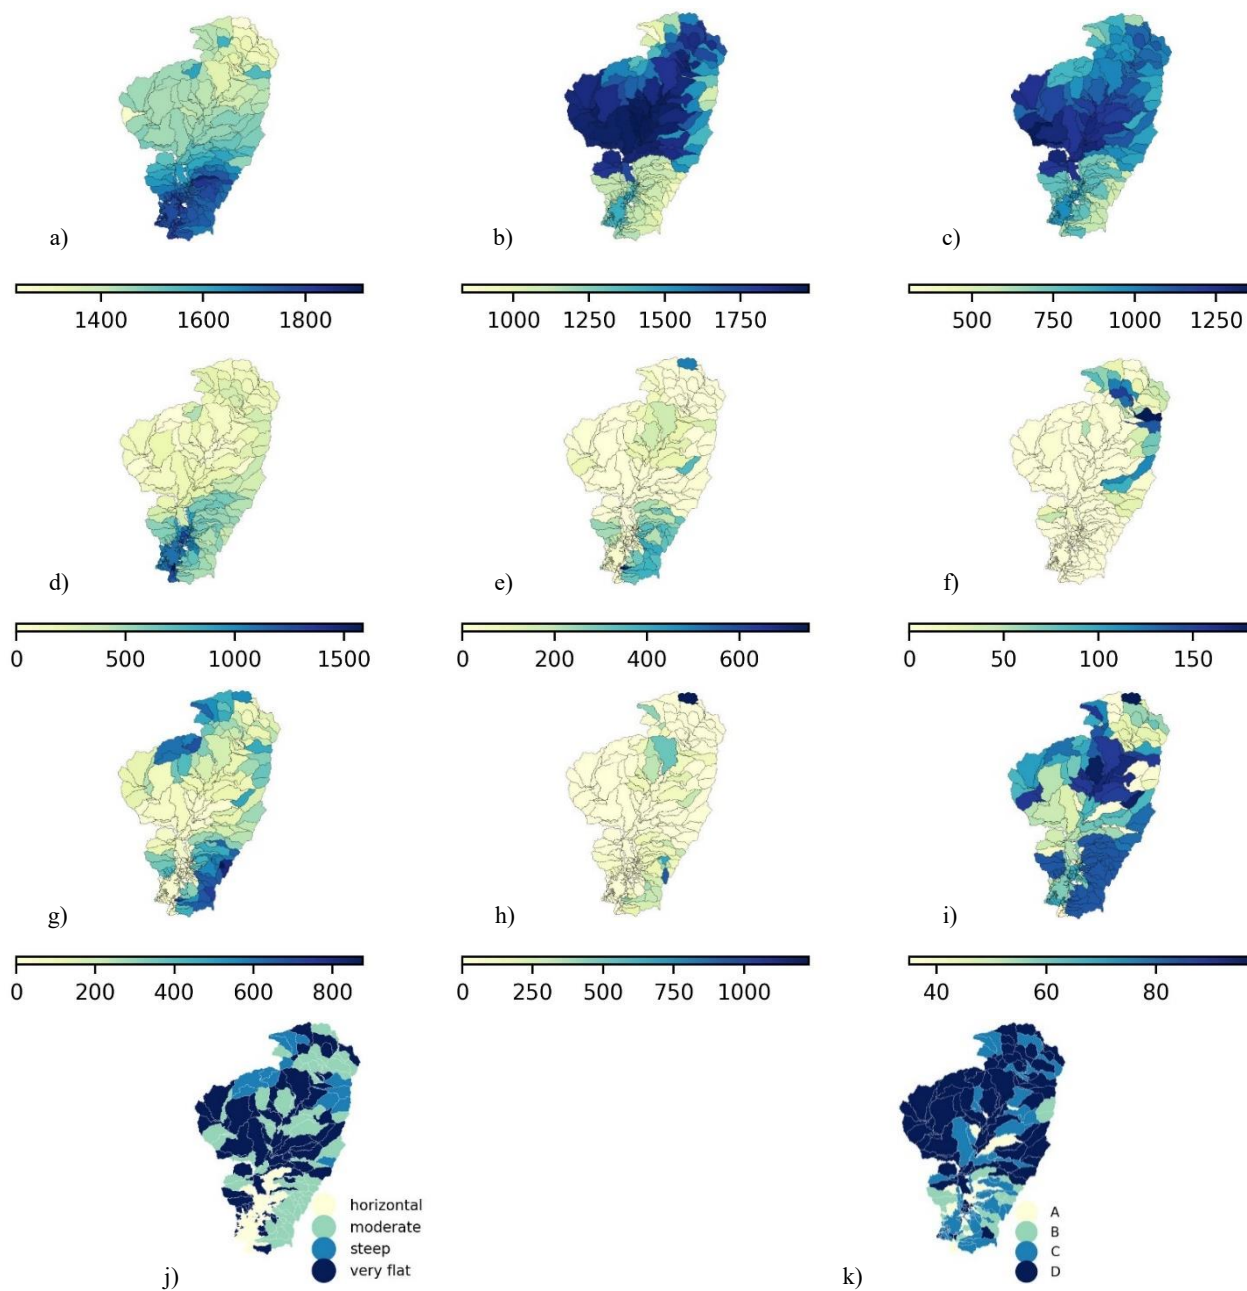 a)
b)
c)
1400 1600 1800
1000 1250 1500 1750
500 750 1000 1250
d)
e)
f)
0 500 1000 1500
0 200 400 600
0 50 100 150
g)
h)
i)
0 200 400 600 800
0 250 500 750 1000
40 60 80
horizontal
moderate
steep
very flat
j)
A
B
C
D
k)